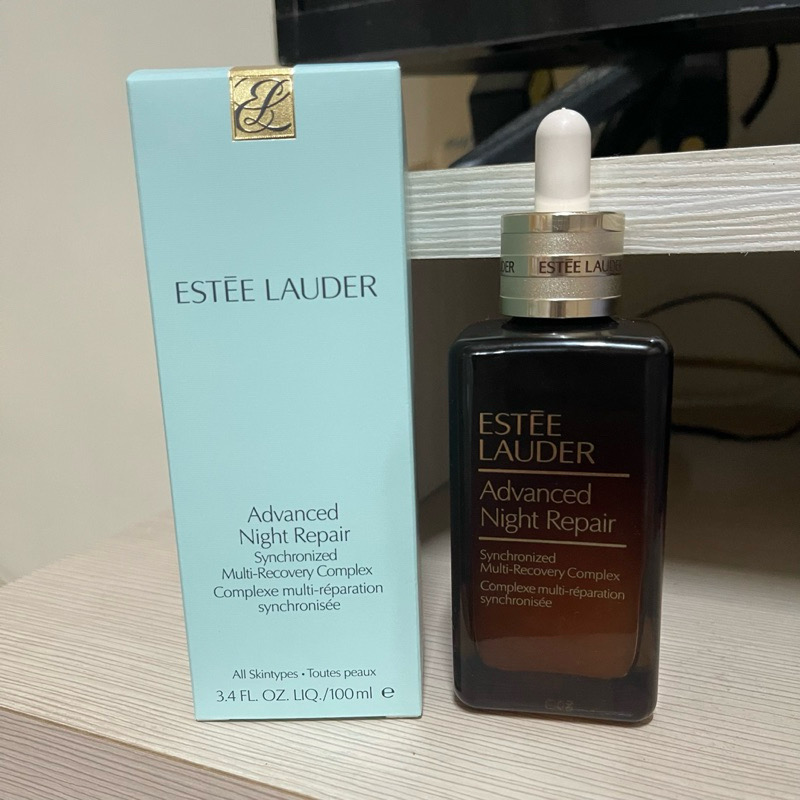 EL
ESTĒE LAUDER
Advanced
Night Repair
Synchronized
Multi-Recovery Complex
Complexe multi-réparation
synchronisée
All Skintypes • Toutes peaux
3.4 FL. OZ. LIQ./100 ml ℮
DER ESTĒE LAUDER
ESTĒE
LAUDER
Advanced
Night Repair
Synchronized
Multi-Recovery Complex
Complexe multi-réparation
synchronisée